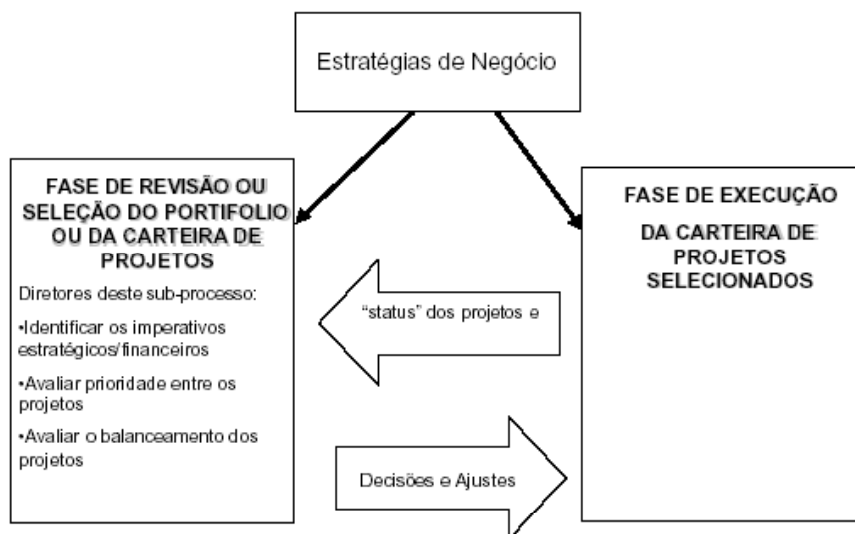 Estratégias de Negócio
FASE DE REVISÃO OU
SELEÇÃO DO PORTIFOLIO
OU DA CARTEIRA DE
PROJETOS
Diretores deste sub-processo:
•Identificar os imperativos
estratégicos/financeiros
•Avaliar prioridade entre os
projetos
•Avaliar o balanceamento dos
projetos
“status” dos projetos e
Decisões e Ajustes
FASE DE EXECUÇÃO
DA CARTEIRA DE
PROJETOS
SELECIONADOS